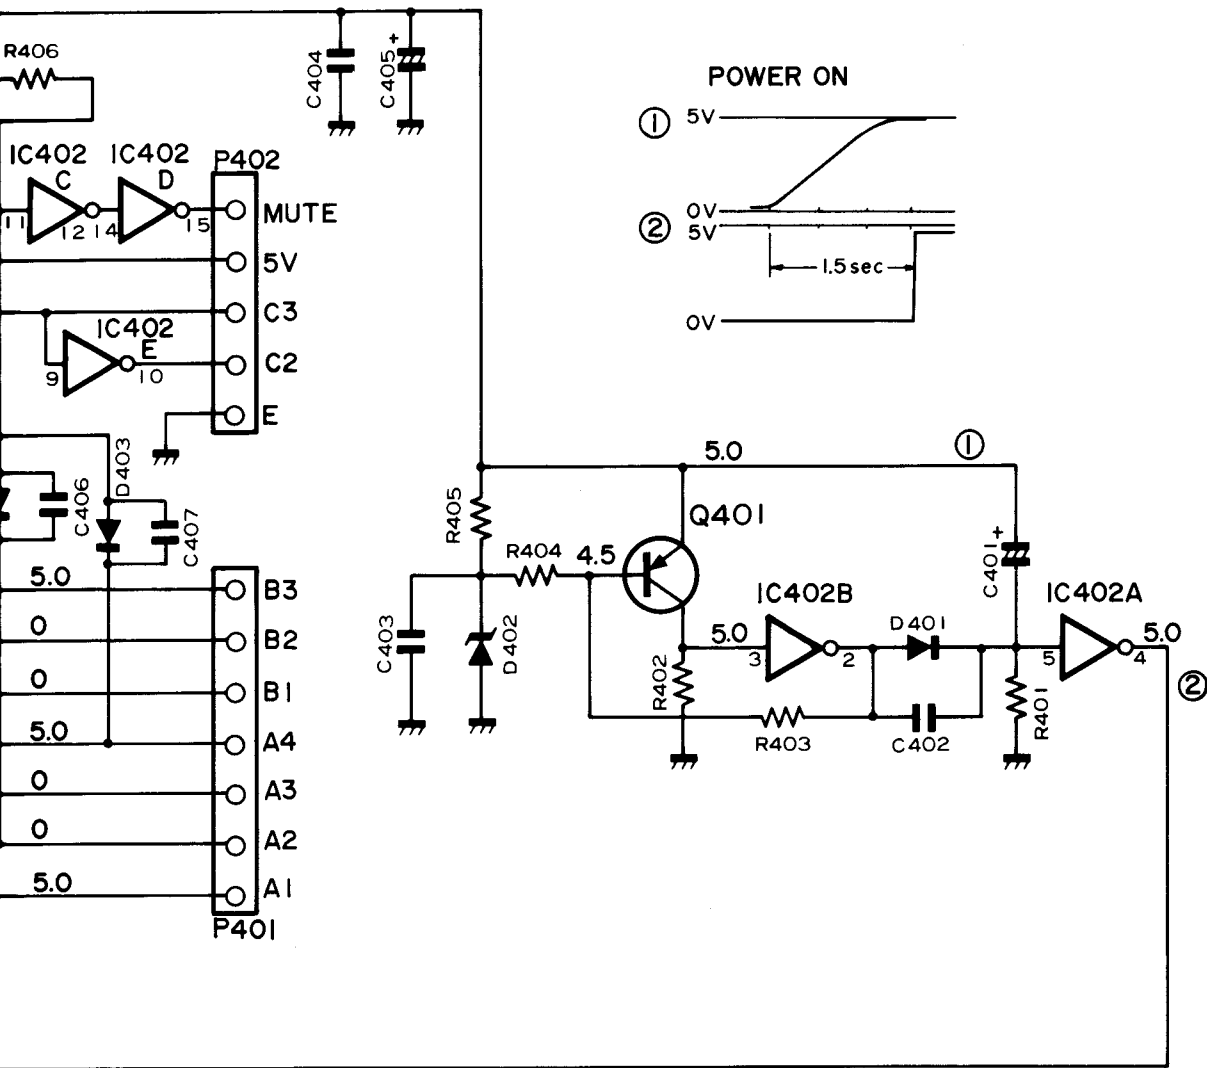 R406
C404
+
C405
POWER ON
① 5V
0V
② 5V
1.5 sec
0V
IC402
C
IC402
D
P402
11
12
14
15
MUTE
5V
C3
IC402
E
9
10
C2
E
D403
C406
C407
5.0
①
R405
Q401
R404
4.5
C401
+
C403
D402
5.0
IC402B
3
2
D401
IC402A
5
4
5.0
②
R402
R403
C402
R401
5.0
B3
0
B2
0
B1
5.0
A4
0
A3
0
A2
5.0
A1
P401